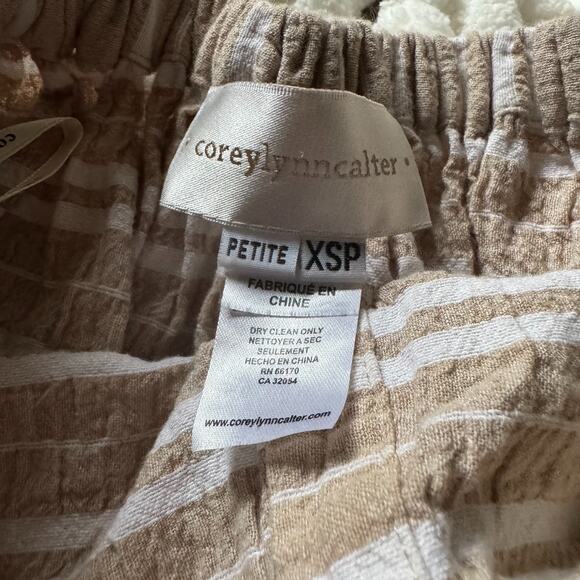 • coreylynncalter •
PETITE XSP
FABRIQUÉ EN
CHINE
DRY CLEAN ONLY
NETTOYER A SEC
SEULEMENT
HECHO EN CHINA
RN 66170
CA 32054
www.coreylynncalter.com